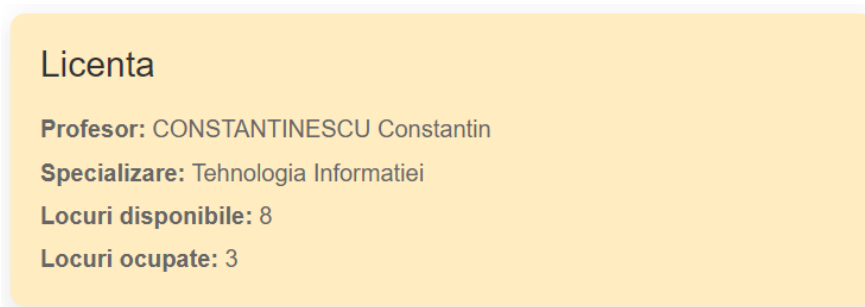 Licenta
Profesor: CONSTANTINESCU Constantin
Specializare: Tehnologia Informatiei
Locuri disponibile: 8
Locuri ocupate: 3